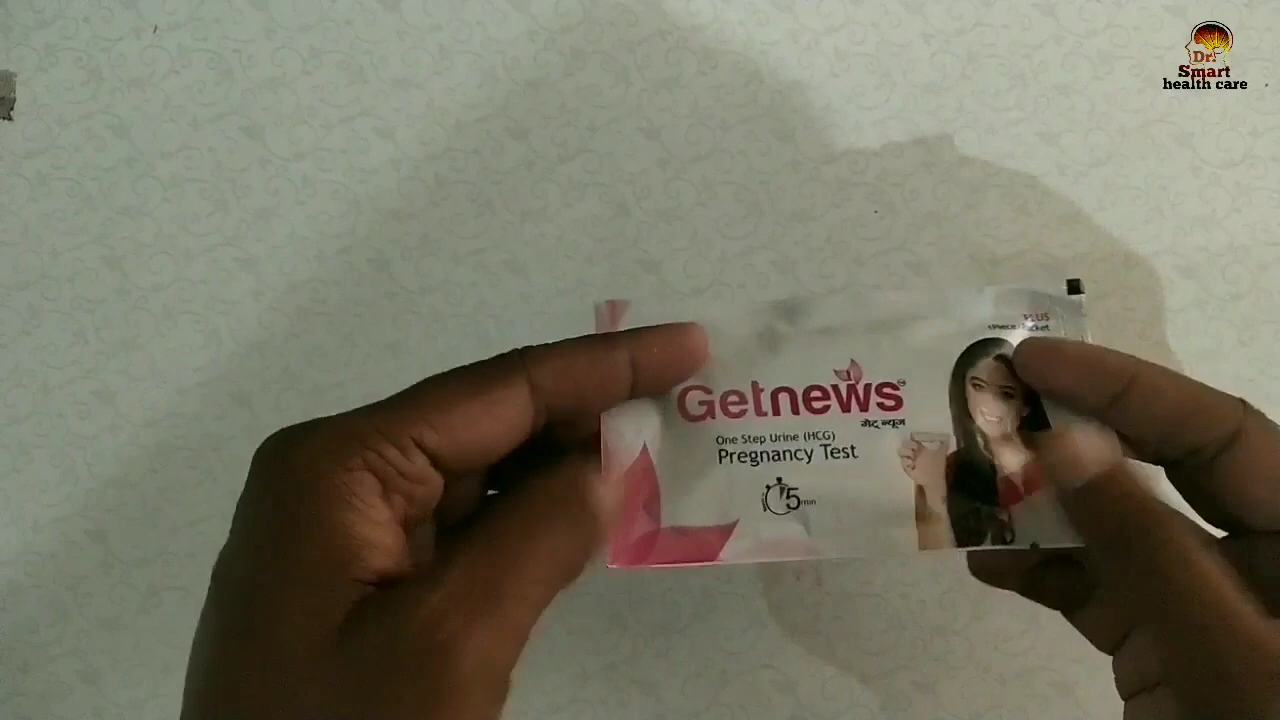 Dr.
Smart
health care
PLUS
Getnews
गेट् न्यूज़
One Step Urine (HCG)
Pregnancy Test
5 min